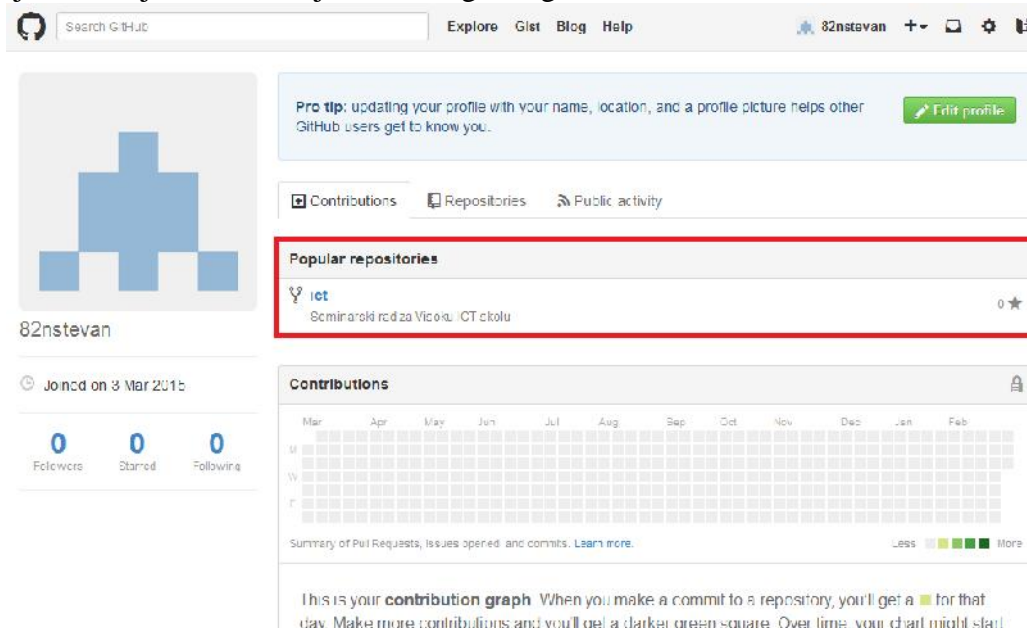 Search GitHub
Explore Gist Blog Help
82nstevan
Pro tip: updating your profile with your name, location, and a profile picture helps other
GitHub users get to know you.
Edit profile
Contributions
Repositories
Public activity
Popular repositories
ict
Seminarski rad za Visoku ICT skolu
0
82nstevan
Joined on 3 Mar 2015
0 0 0
Followers Starred Following
Contributions
Mar Apr May Jun Jul Aug Sep Oct Nov Dec Jan Feb
M
W
F
Summary of Pull Requests, issues opened, and commits. Learn more.
Less More
This is your contribution graph. When you make a commit to a repository, you'll get a for that
day. Make more contributions and you'll get a darker green square. Over time, your chart might start